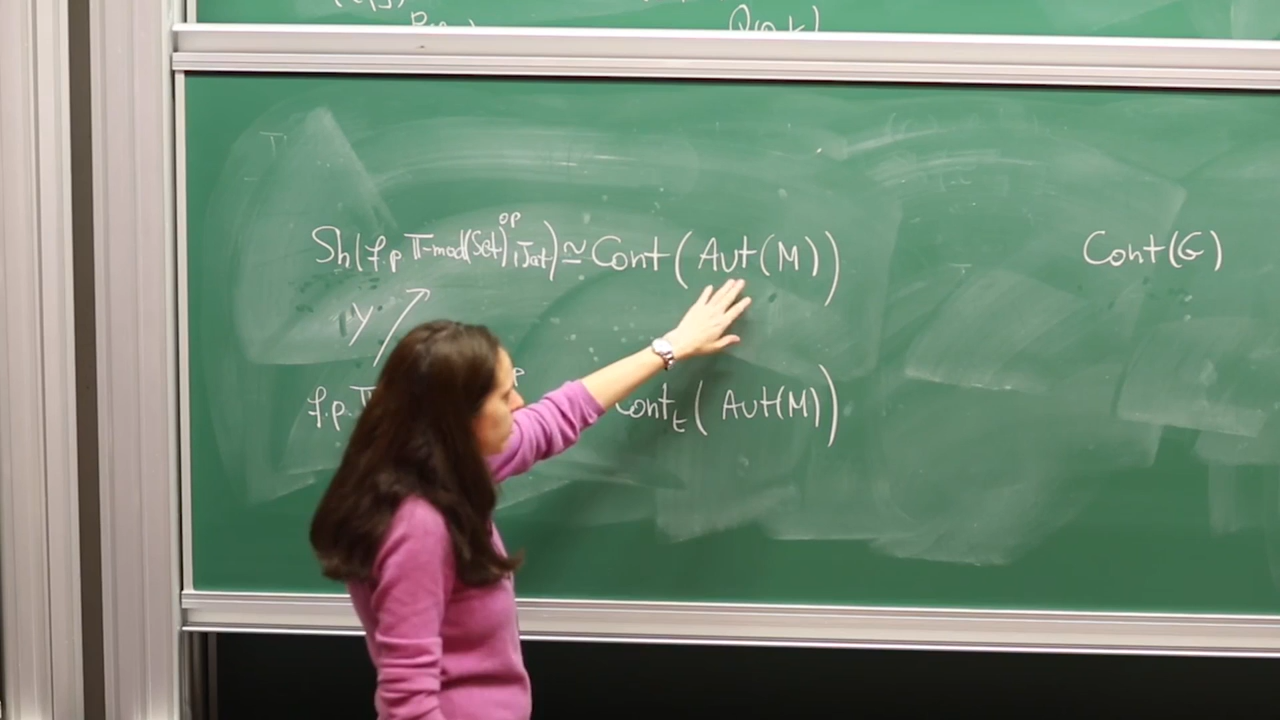 Sh(f.p 𝕋-mod(Set)^op, J_at) ≃ Cont(Aut(M)) Cont(G)
y
f.p. 𝕋 Cont_t(Aut(M))